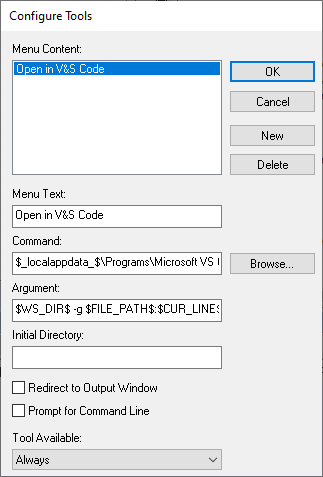 Configure Tools
Menu Content:
Open in V&S Code
OK
Cancel
New
Delete
Menu Text:
Open in V&S Code
Command:
$_localappdata_$\Programs\Microsoft VS
Browse...
Argument:
$WS_DIR$ -g $FILE_PATH$:$CUR_LINE$
Initial Directory:
Redirect to Output Window
Prompt for Command Line
Tool Available:
Always